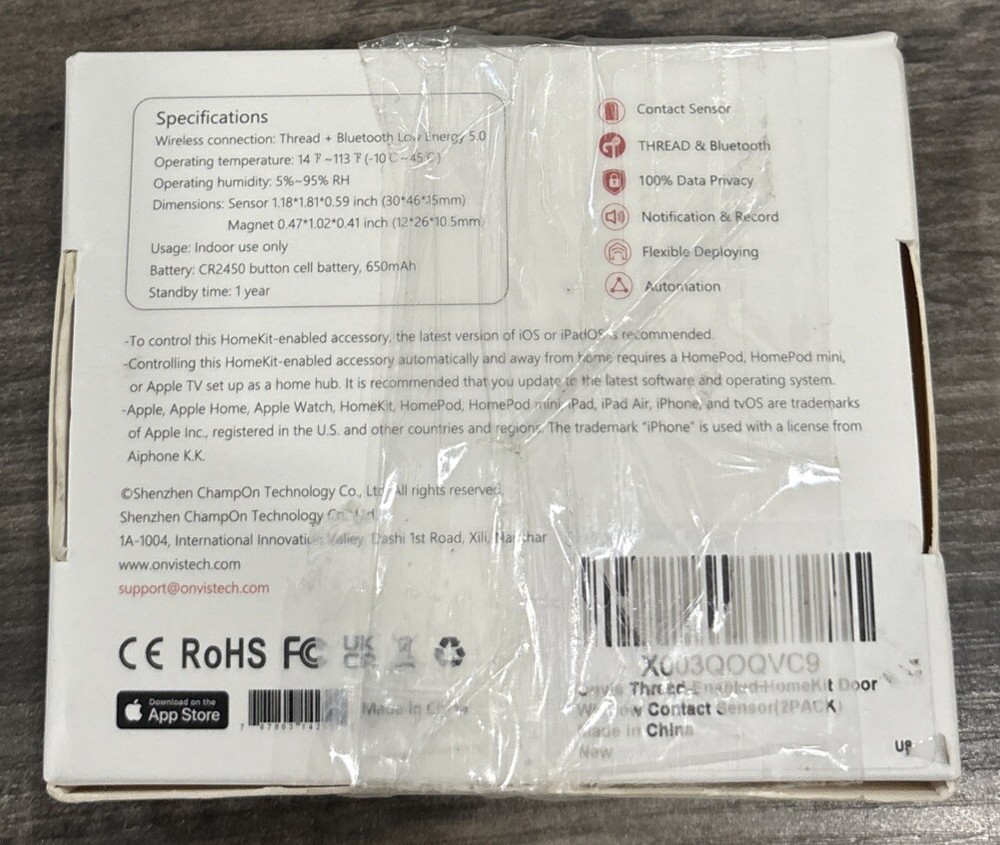 Specifications
Wireless connection: Thread + Bluetooth Low Energy 5.0
Operating temperature: 14 ℉ ~113 ℉ (-10 ℃ ~45 ℃)
Operating humidity: 5%~95% RH
Dimensions: Sensor 1.18*1.81*0.59 inch (30*46*15mm)
Magnet 0.47*1.02*0.41 inch (12*26*10.5mm)
Usage: Indoor use only
Battery: CR2450 button cell battery, 650mAh
Standby time: 1 year
Contact Sensor
THREAD & Bluetooth
100% Data Privacy
Notification & Record
Flexible Deploying
Automation
-To control this HomeKit-enabled accessory, the latest version of iOS or iPadOS is recommended.
-Controlling this HomeKit-enabled accessory automatically and away from home requires a HomePod, HomePod mini,
or Apple TV set up as a home hub. It is recommended that you update to the latest software and operating system.
-Apple, Apple Home, Apple Watch, HomeKit, HomePod, HomePod mini, iPad, iPad Air, iPhone, and tvOS are trademarks
of Apple Inc., registered in the U.S. and other countries and regions. The trademark "iPhone" is used with a license from
Aiphone K.K.
©Shenzhen ChampOn Technology Co., Ltd. All rights reserved.
Shenzhen ChampOn Technology
1A-1004, International Innovation Valley, Dashi 1st Road, Xili,
www.onvistech.com
support@onvistech.com
CE RoHS FC UKCA
Download on the
App Store
Made in China
X003QOQVC9
Onvis Thread-Enabled-HomeKit Door
Window Contact Sensor(2PACK)
Made in China
New
UP